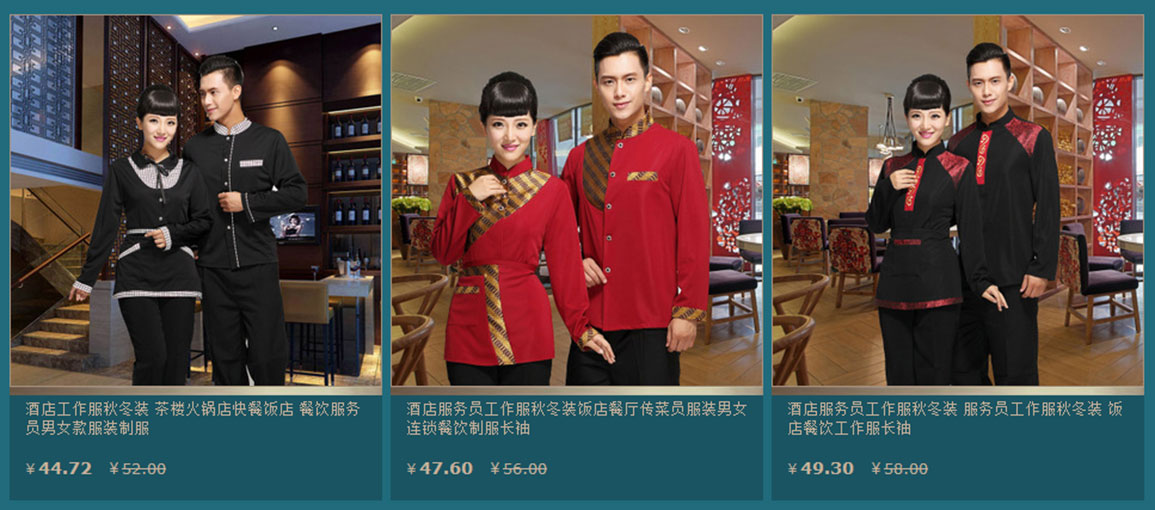 酒店工作服秋冬装 茶楼火锅店快餐饭店 餐饮服务
员男女款服装制服
¥44.72 ¥52.00
酒店服务员工作服秋冬装饭店餐厅传菜员服装男女
连锁餐饮制服长袖
¥47.60 ¥56.00
酒店服务员工作服秋冬装 服务员工作服秋冬装 饭
店餐饮工作服长袖
¥49.30 ¥58.00